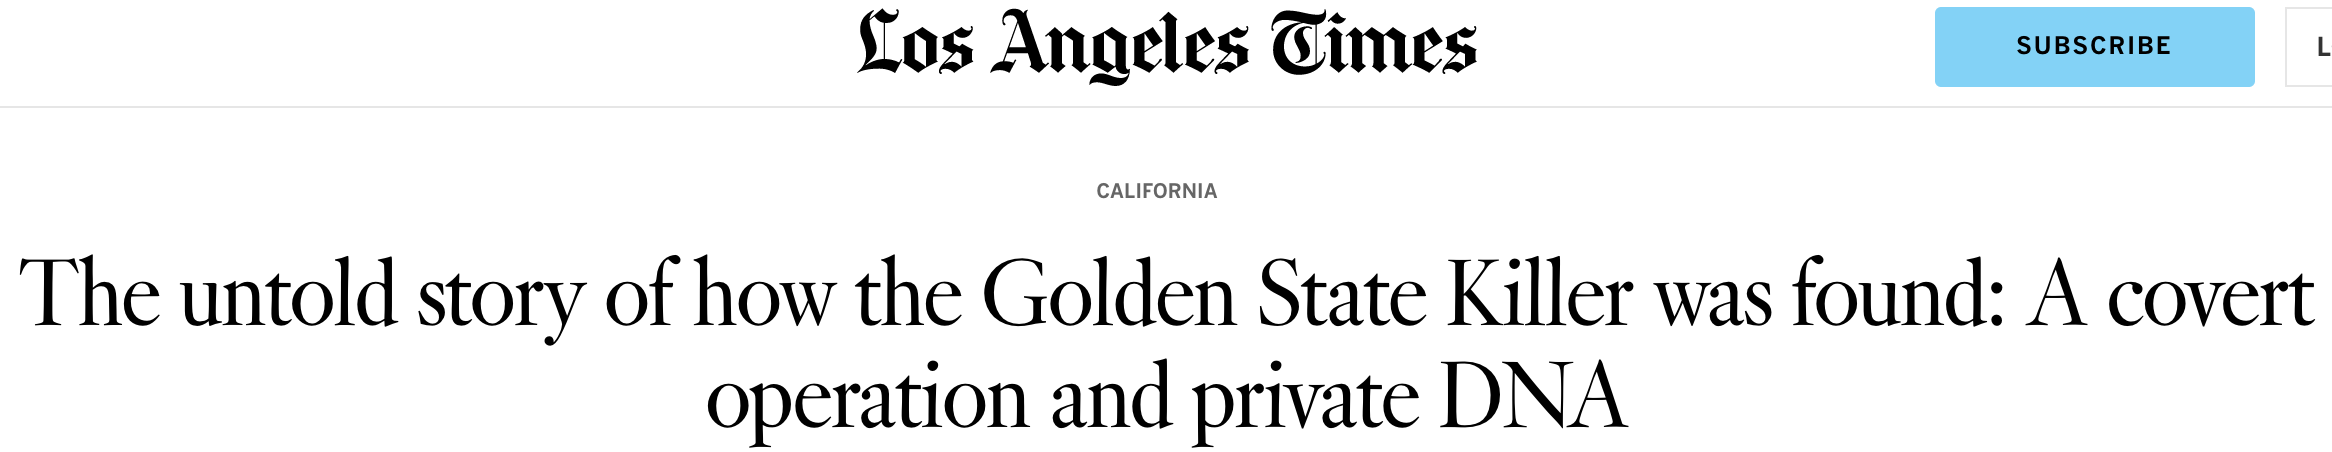 Los Angeles Times
SUBSCRIBE
L
CALIFORNIA
The untold story of how the Golden State Killer was found: A covert
operation and private DNA